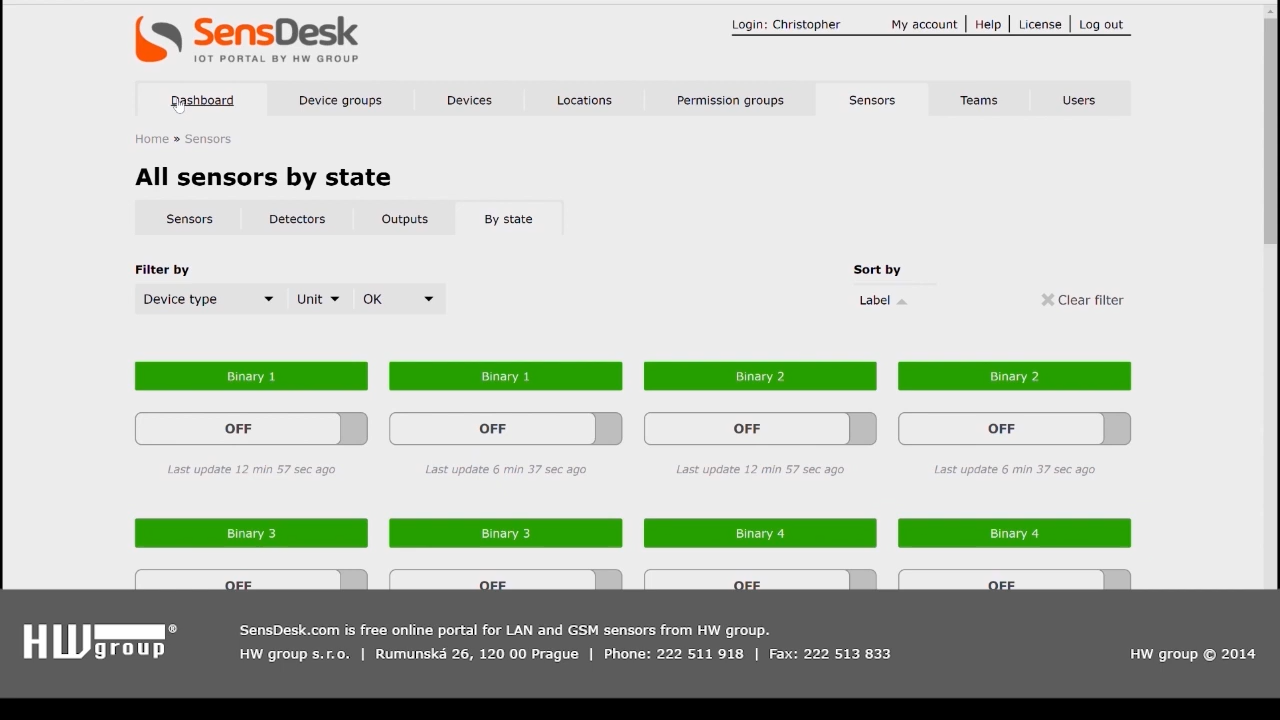 SensDesk
IOT PORTAL BY HW GROUP
Login: Christopher My account Help License Log out
Dashboard Device groups Devices Locations Permission groups Sensors Teams Users
Home » Sensors
All sensors by state
Sensors Detectors Outputs By state
Filter by Sort by
Device type Unit OK Label Clear filter
Binary 1 Binary 1 Binary 2 Binary 2
OFF OFF OFF OFF
Last update 12 min 57 sec ago Last update 6 min 37 sec ago Last update 12 min 57 sec ago Last update 6 min 37 sec ago
Binary 3 Binary 3 Binary 4 Binary 4
OFF OFF OFF OFF
HW group®
SensDesk.com is free online portal for LAN and GSM sensors from HW group.
HW group s.r.o. | Rumunská 26, 120 00 Prague | Phone: 222 511 918 | Fax: 222 513 833
HW group © 2014